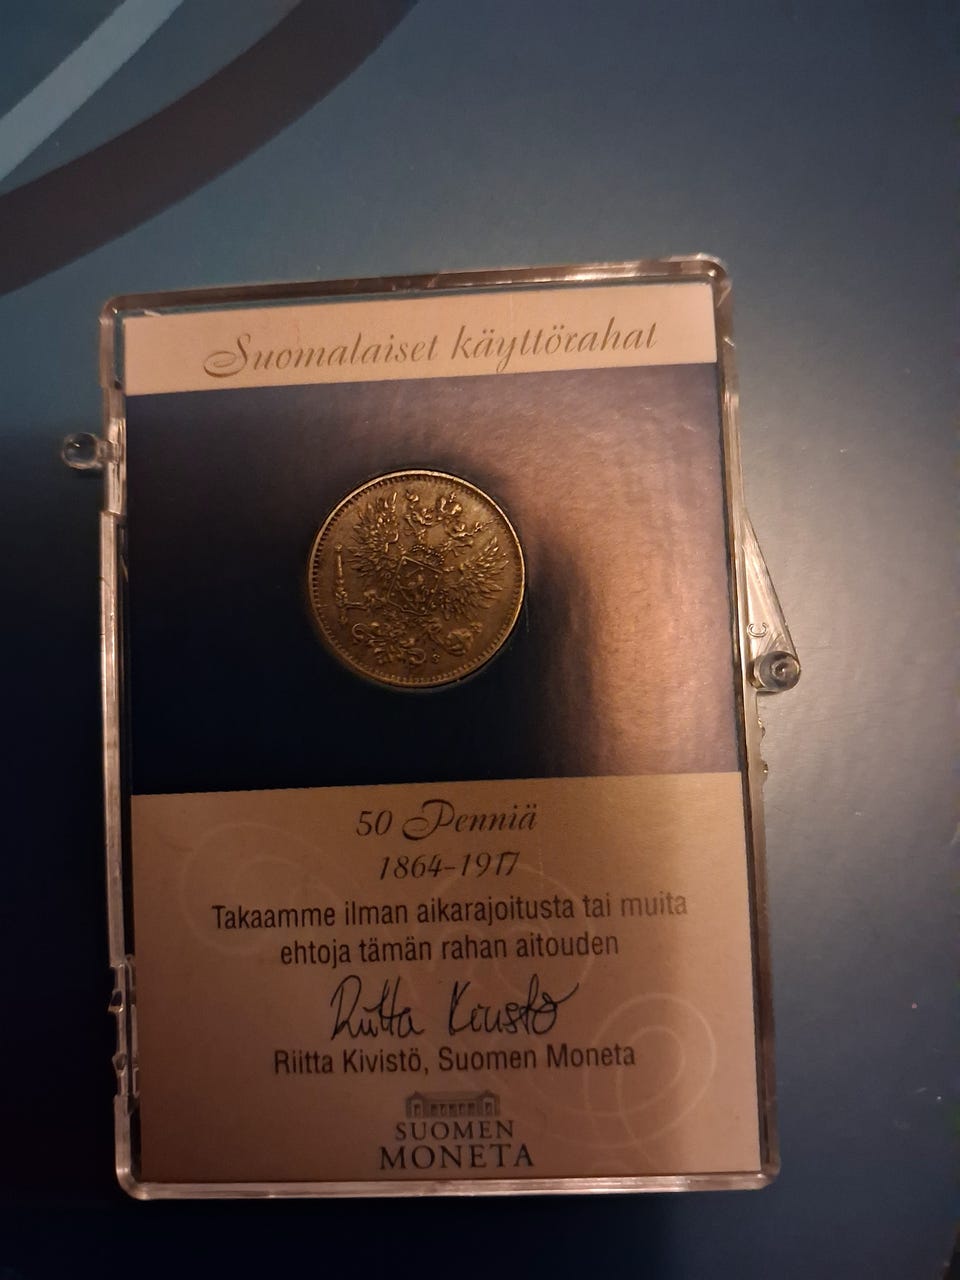 Suomalaiset käyttörahat
S
C
50 Penniä
1864-1917
Takaamme ilman aikarajoitusta tai muita
ehtoja tämän rahan aitouden
Riitta Kivistö
Riitta Kivistö, Suomen Moneta
SUOMEN
MONETA